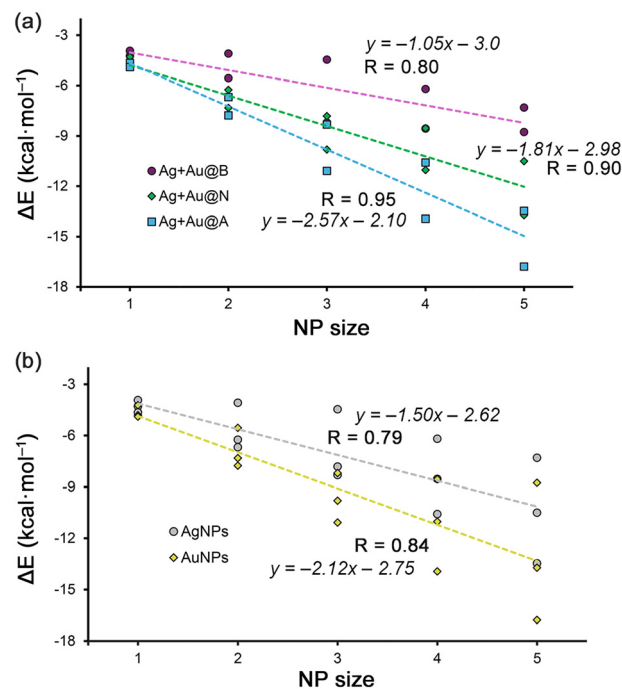 (a)
-3
-6
-9
-12
-15
-18
ΔE (kcal·mol⁻¹)
y = –1.05x – 3.0
R = 0.80
y = –1.81x - 2.98
R = 0.90
R = 0.95
y = –2.57x – 2.10
Ag+Au@B
Ag+Au@N
Ag+Au@A
1 2 3 4 5
NP size
(b)
-3
-6
-9
-12
-15
-18
ΔE (kcal·mol⁻¹)
y = –1.50x – 2.62
R = 0.79
R = 0.84
y = –2.12x – 2.75
AgNPs
AuNPs
1 2 3 4 5
NP size